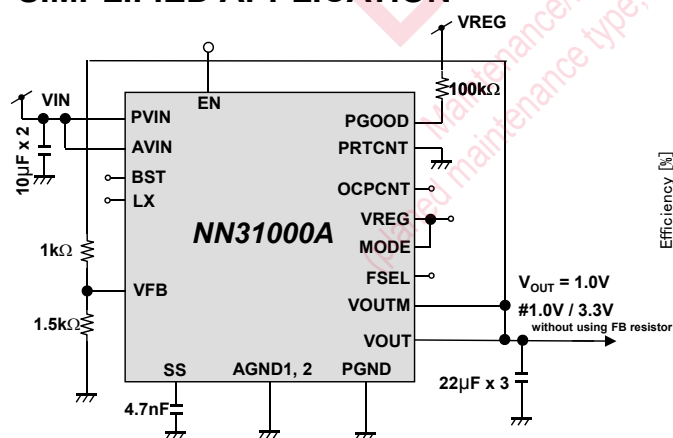 VREG
EN
VIN
PVIN
AVIN
BST
LX
10µF x 2
1kΩ
VFB
1.5kΩ
NN31000A
100kΩ
PGOOD
PRTCNT
OCPCNT
VREG
MODE
FSEL
VOUTM
VOUT
VOUT = 1.0V
#1.0V / 3.3V
without using FB resistor
SS
AGND1, 2
PGND
4.7nF
22µF x 3
Efficiency [%]